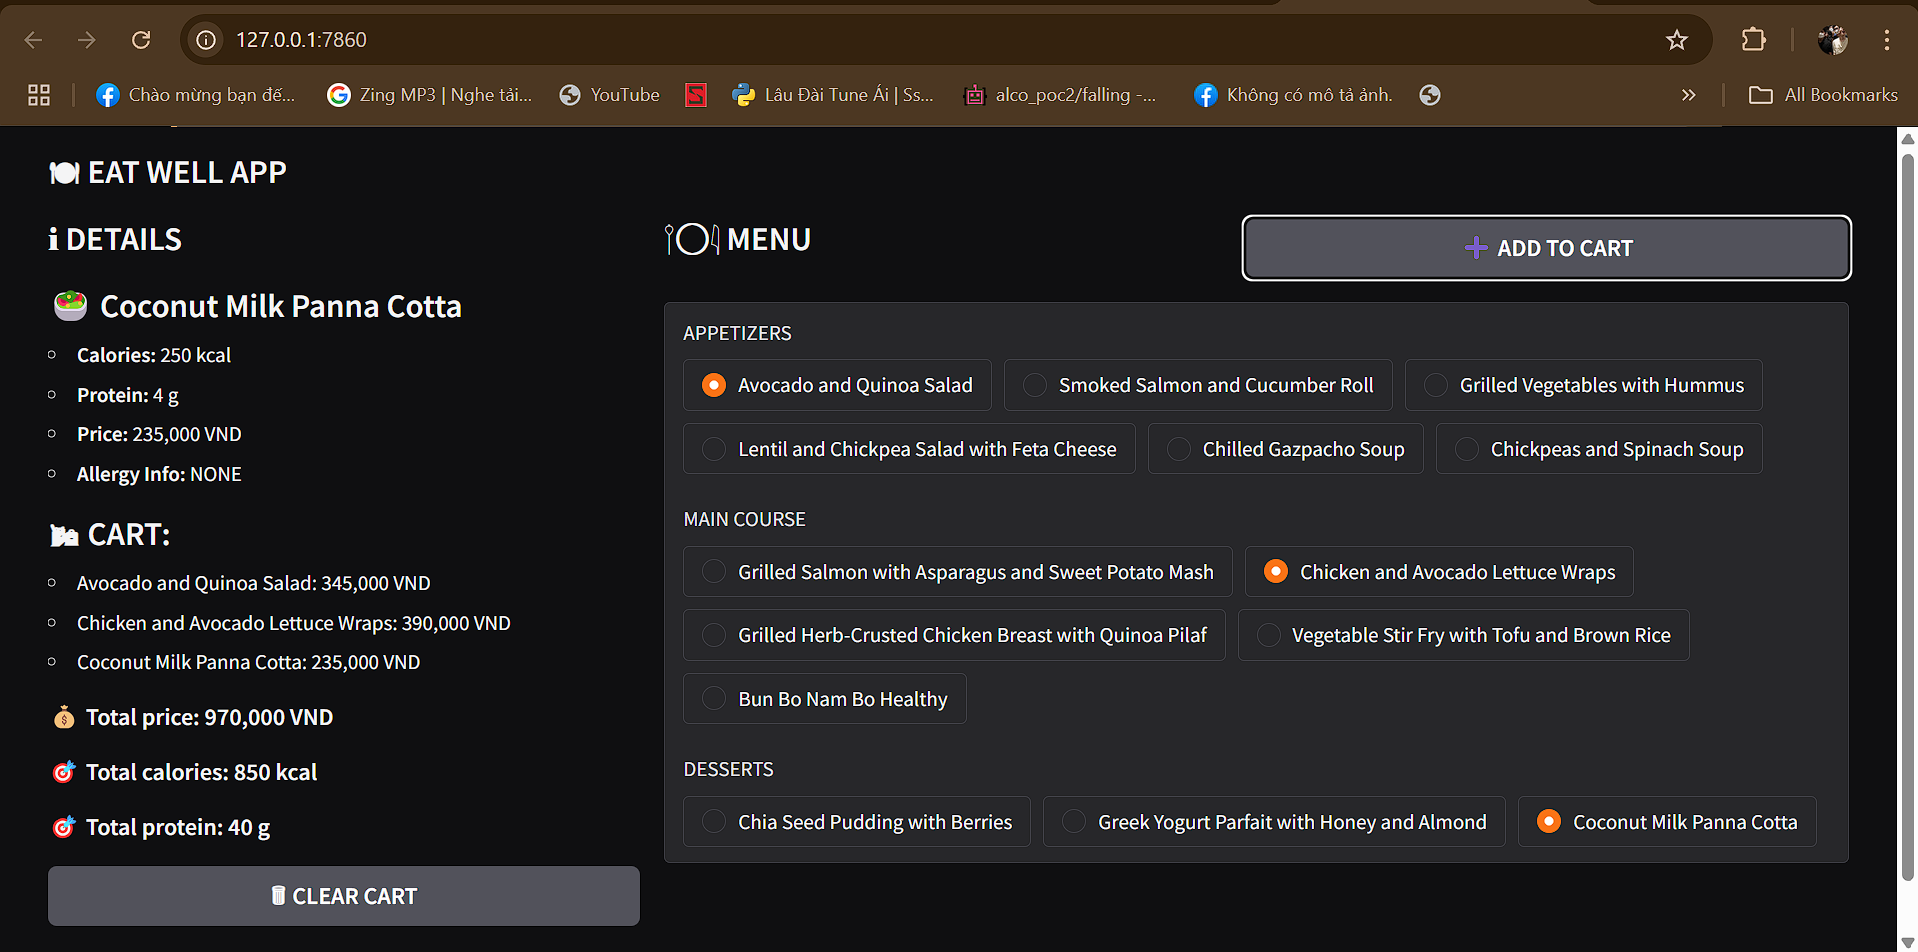 127.0.0.1:7860
Chào mừng bạn đế...
Zing MP3 | Nghe tải...
YouTube
Lâu Đài Tune Ái | Ss...
alco_poc2/falling -...
Không có mô tả ảnh.
All Bookmarks
EAT WELL APP
DETAILS
Coconut Milk Panna Cotta
Calories: 250 kcal
Protein: 4 g
Price: 235,000 VND
Allergy Info: NONE
CART:
Avocado and Quinoa Salad: 345,000 VND
Chicken and Avocado Lettuce Wraps: 390,000 VND
Coconut Milk Panna Cotta: 235,000 VND
Total price: 970,000 VND
Total calories: 850 kcal
Total protein: 40 g
CLEAR CART
MENU
ADD TO CART
APPETIZERS
Avocado and Quinoa Salad
Smoked Salmon and Cucumber Roll
Grilled Vegetables with Hummus
Lentil and Chickpea Salad with Feta Cheese
Chilled Gazpacho Soup
Chickpeas and Spinach Soup
MAIN COURSE
Grilled Salmon with Asparagus and Sweet Potato Mash
Chicken and Avocado Lettuce Wraps
Grilled Herb-Crusted Chicken Breast with Quinoa Pilaf
Vegetable Stir Fry with Tofu and Brown Rice
Bun Bo Nam Bo Healthy
DESSERTS
Chia Seed Pudding with Berries
Greek Yogurt Parfait with Honey and Almond
Coconut Milk Panna Cotta